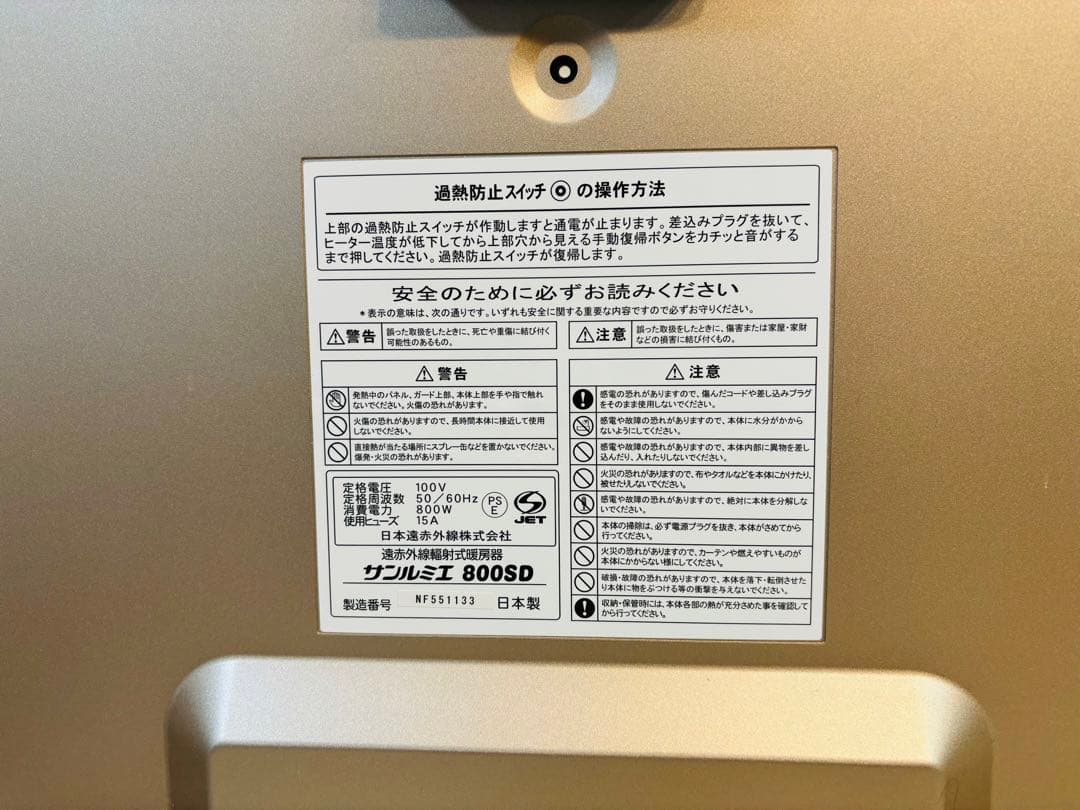 過熱防止スイッチ◎の操作方法
上部の過熱防止スイッチが作動しますと通電が止まります。差込みプラグを抜いて、
ヒーター温度が低下してから上部穴から見える手動復帰ボタンをカチッと音がする
まで押してください。過熱防止スイッチが復帰します。
安全のために必ずお読みください
*表示の意味は、次の通りです。いずれも安全に関する重要な内容ですので必ずお守りください。
警告 誤った取扱をしたときに、死亡や重傷に結び付く
可能性のあるもの。
注意 誤った取扱をしたときに、傷害または家屋・家財
などの損害に結び付くもの。
警告
発熱中のパネル、ガード上部、本体上部を手や指で触れ
ないでください。火傷の恐れがあります。
火傷の恐れがありますので、長時間本体に接近して使用
しないでください。
直接熱が当たる場所にスプレー缶などを置かないでください。
爆発・火災の恐れがあります。
定格電圧 100V
定格周波数 50/60Hz
消費電力 800W
使用ヒューズ 15A
PS
E
JET
日本遠赤外線株式会社
遠赤外線輻射式暖房器
サンルミエ 800SD
製造番号 NF551133 日本製
注意
感電の恐れがありますので、傷んだコードや差し込みプラグ
をそのまま使用しないでください。
感電や故障の恐れがありますので、本体に水分がかから
ないようにしてください。
感電や故障の恐れがありますので、本体内部に異物を差し
込んだり、入れたりしないでください。
火災の恐れがありますので、布やタオルなどを本体にかけたり、
被せたりしないでください。
感電や故障の恐れがありますので、絶対に本体を分解しな
いでください。
本体の掃除は、必ず電源プラグを抜き、本体がさめてから
行ってください。
火災の恐れがありますので、カーテンや燃えやすいものが
本体にかからない様にしてください。
破損・故障の恐れがありますので、本体を落下・転倒させた
り本体に物をぶつける等の衝撃を与えないでください。
収納・保管時には、本体各部の熱が充分さめた事を確認して
から行ってください。